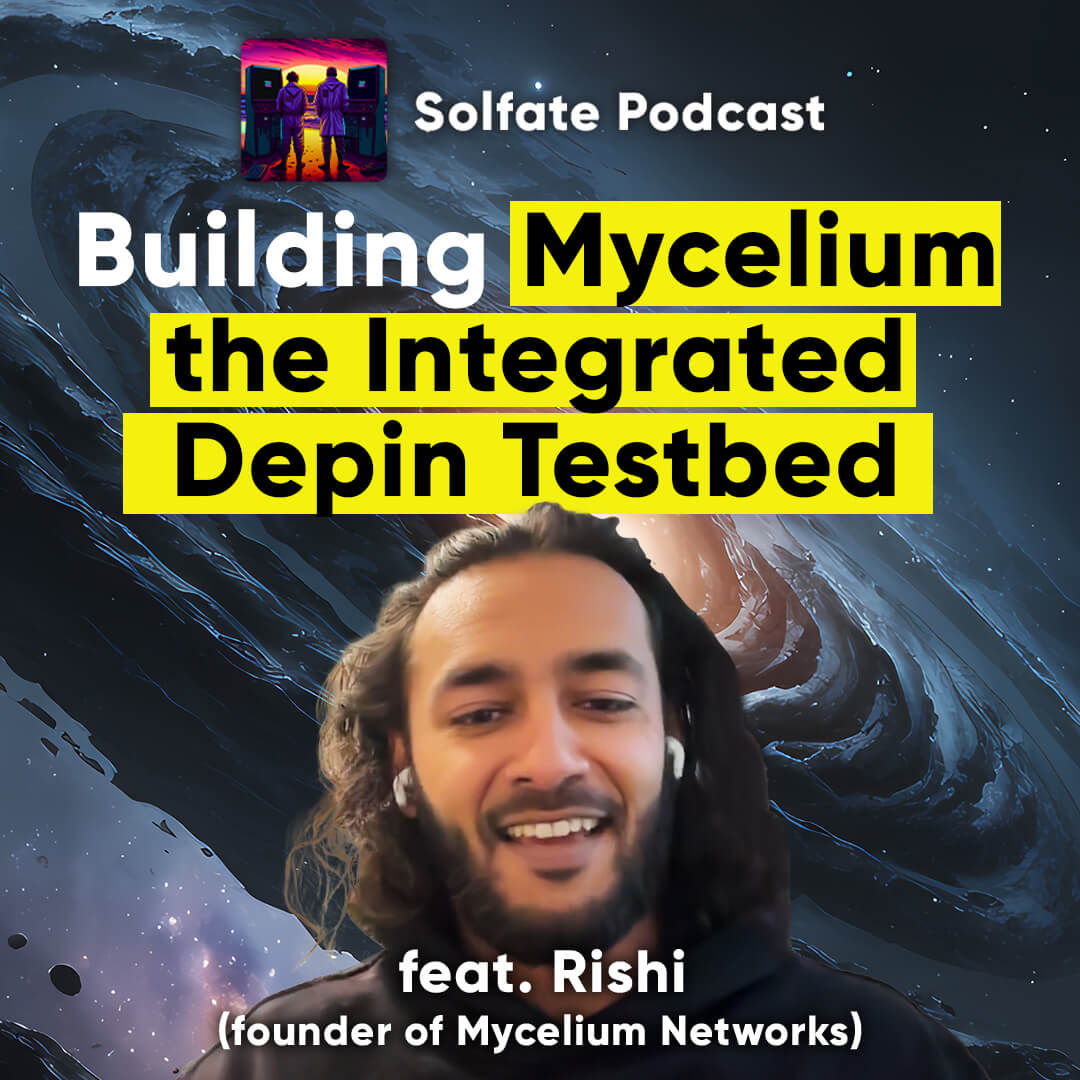 Solfate Podcast
Building Mycelium
the Integrated
Depin Testbed
feat. Rishi
(founder of Mycelium Networks)